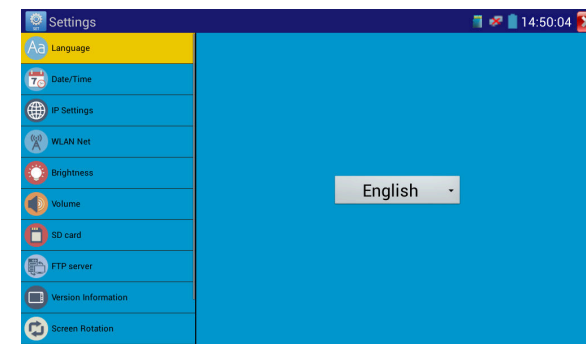 Settings
14:50:04
Language
Date/Time
IP Settings
WLAN Net
Brightness
Volume
SD card
FTP server
Version Information
Screen Rotation
English